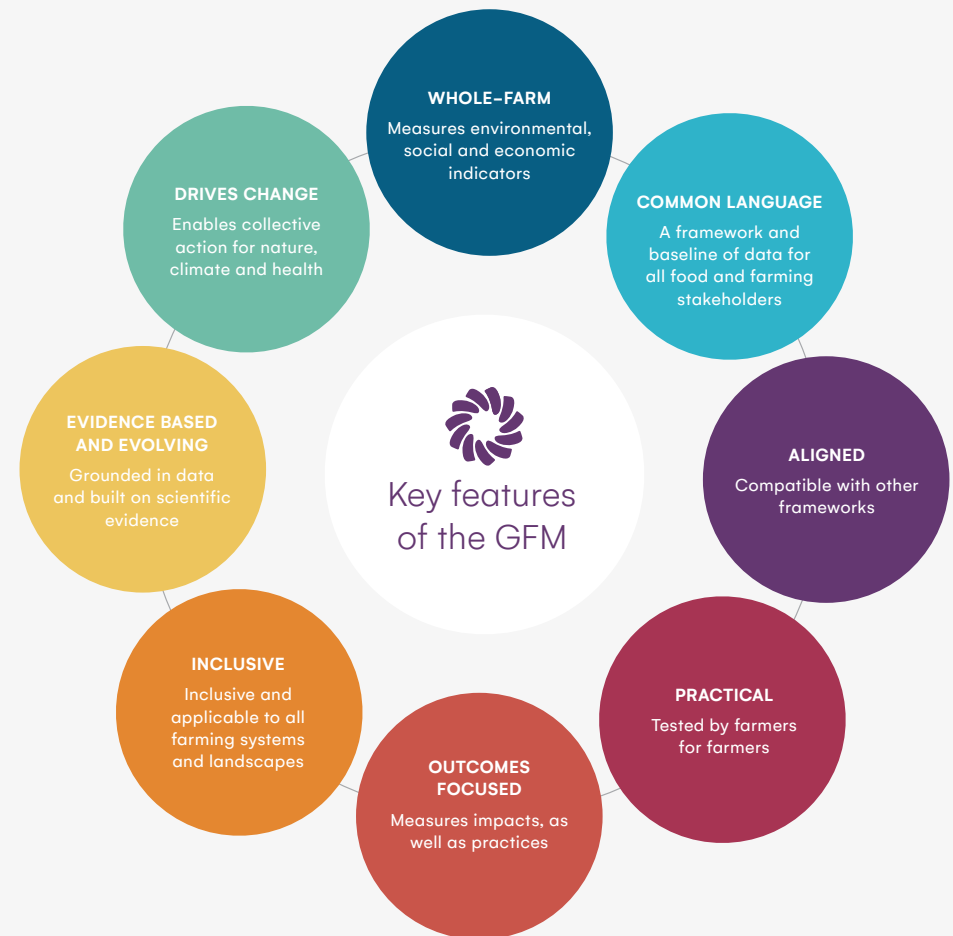 WHOLE-FARM
Measures environmental,
social and economic
indicators
COMMON LANGUAGE
A framework and
baseline of data for
all food and farming
stakeholders
ALIGNED
Compatible with other
frameworks
PRACTICAL
Tested by farmers
for farmers
OUTCOMES
FOCUSED
Measures impacts, as
well as practices
INCLUSIVE
Inclusive and
applicable to all
farming systems
and landscapes
EVIDENCE BASED
AND EVOLVING
Grounded in data
and built on scientific
evidence
DRIVES CHANGE
Enables collective
action for nature,
climate and health
Key features
of the GFM